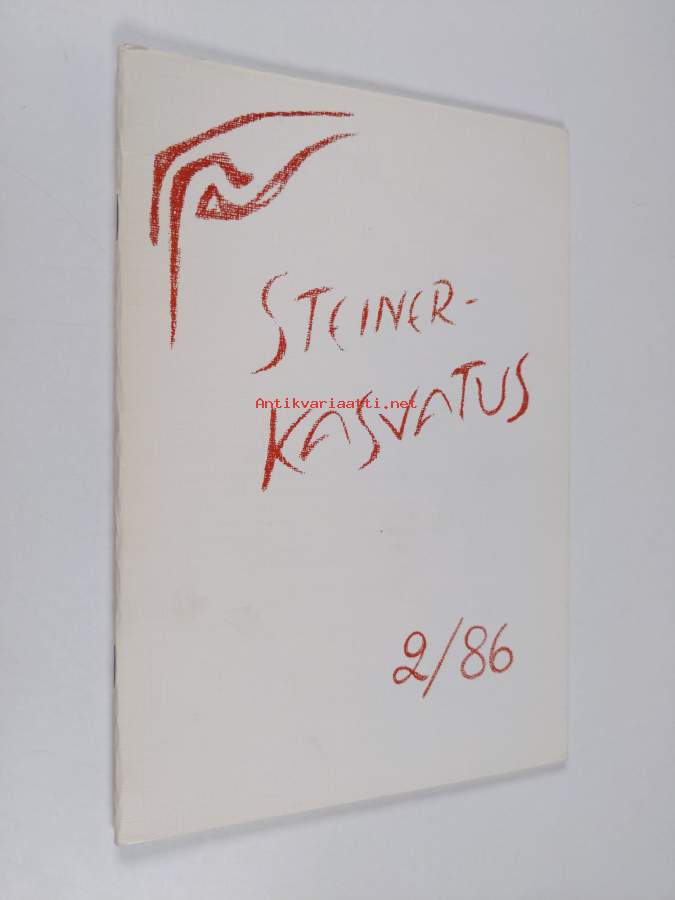 STEINER-
Antikvariaatti.net
KASVATUS
2/86